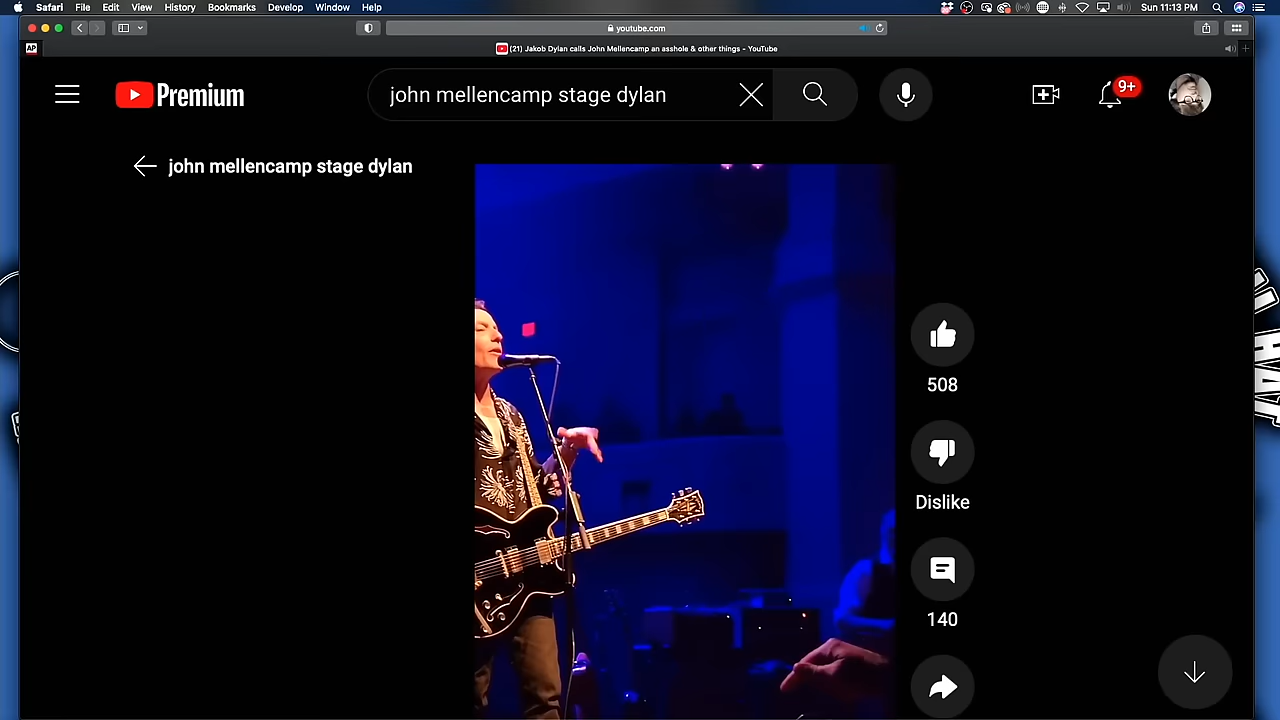 Safari File Edit View History Bookmarks Develop Window Help Sun 11:13 PM
youtube.com
AP (21) Jakob Dylan calls John Mellencamp an asshole & other things - YouTube
Premium john mellencamp stage dylan 9+
john mellencamp stage dylan
508
Dislike
140